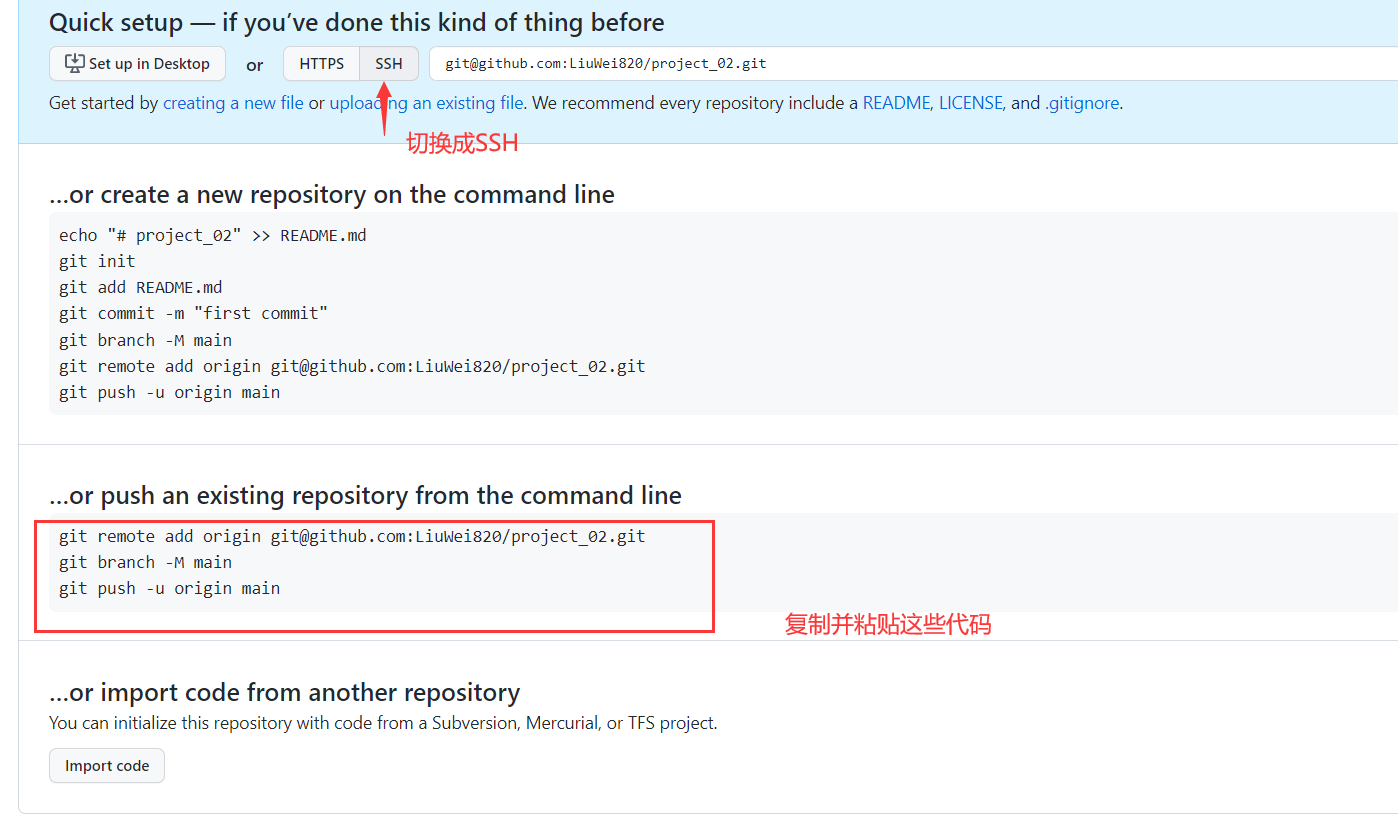 Quick setup — if you’ve done this kind of thing before
Set up in Desktop or HTTPS SSH git@github.com:LiuWei820/project_02.git
Get started by creating a new file or uploading an existing file. We recommend every repository include a README, LICENSE, and .gitignore.
切换成SSH
...or create a new repository on the command line
echo "# project_02" >> README.md
git init
git add README.md
git commit -m "first commit"
git branch -M main
git remote add origin git@github.com:LiuWei820/project_02.git
git push -u origin main
...or push an existing repository from the command line
git remote add origin git@github.com:LiuWei820/project_02.git
git branch -M main
git push -u origin main
复制并粘贴这些代码
...or import code from another repository
You can initialize this repository with code from a Subversion, Mercurial, or TFS project.
Import code